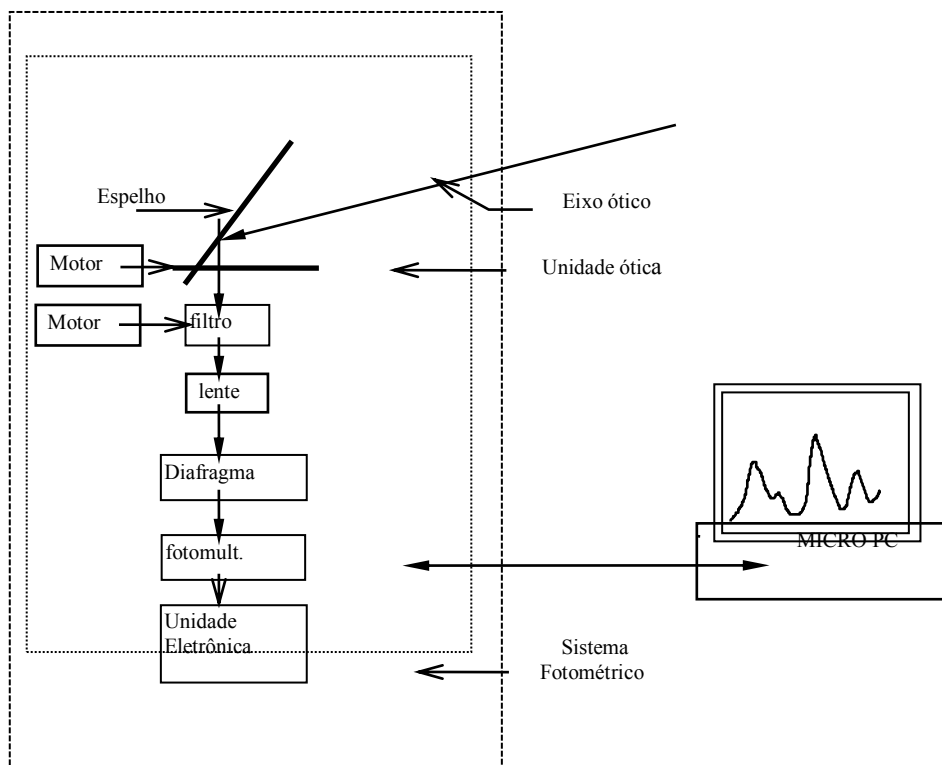 Espelho
Eixo ótico
Motor
Unidade ótica
Motor
filtro
lente
Diafragma
fotomult.
MICRO PC
Unidade
Eletrônica
Sistema
Fotométrico